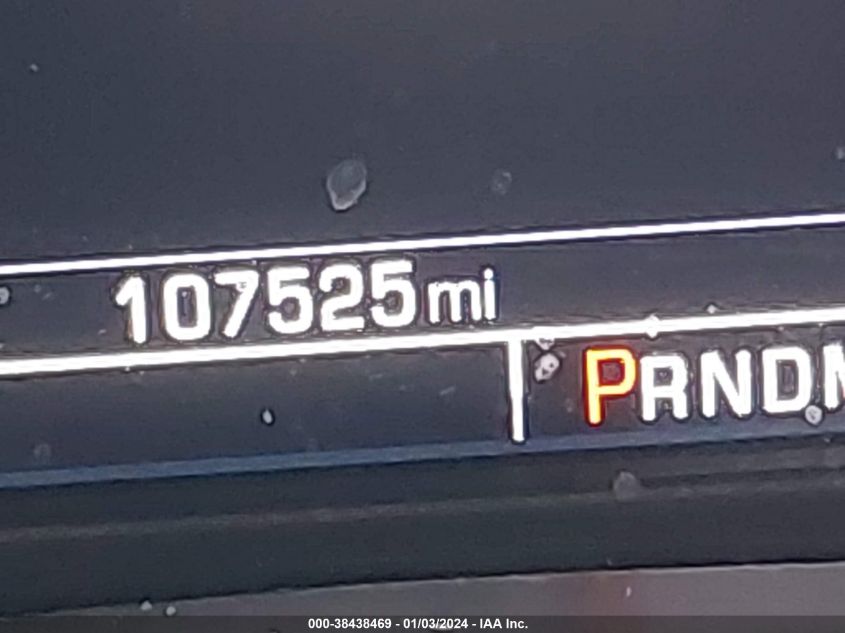 107525mi
PRNDM
000-38438469 - 01/03/2024 - IAA Inc.